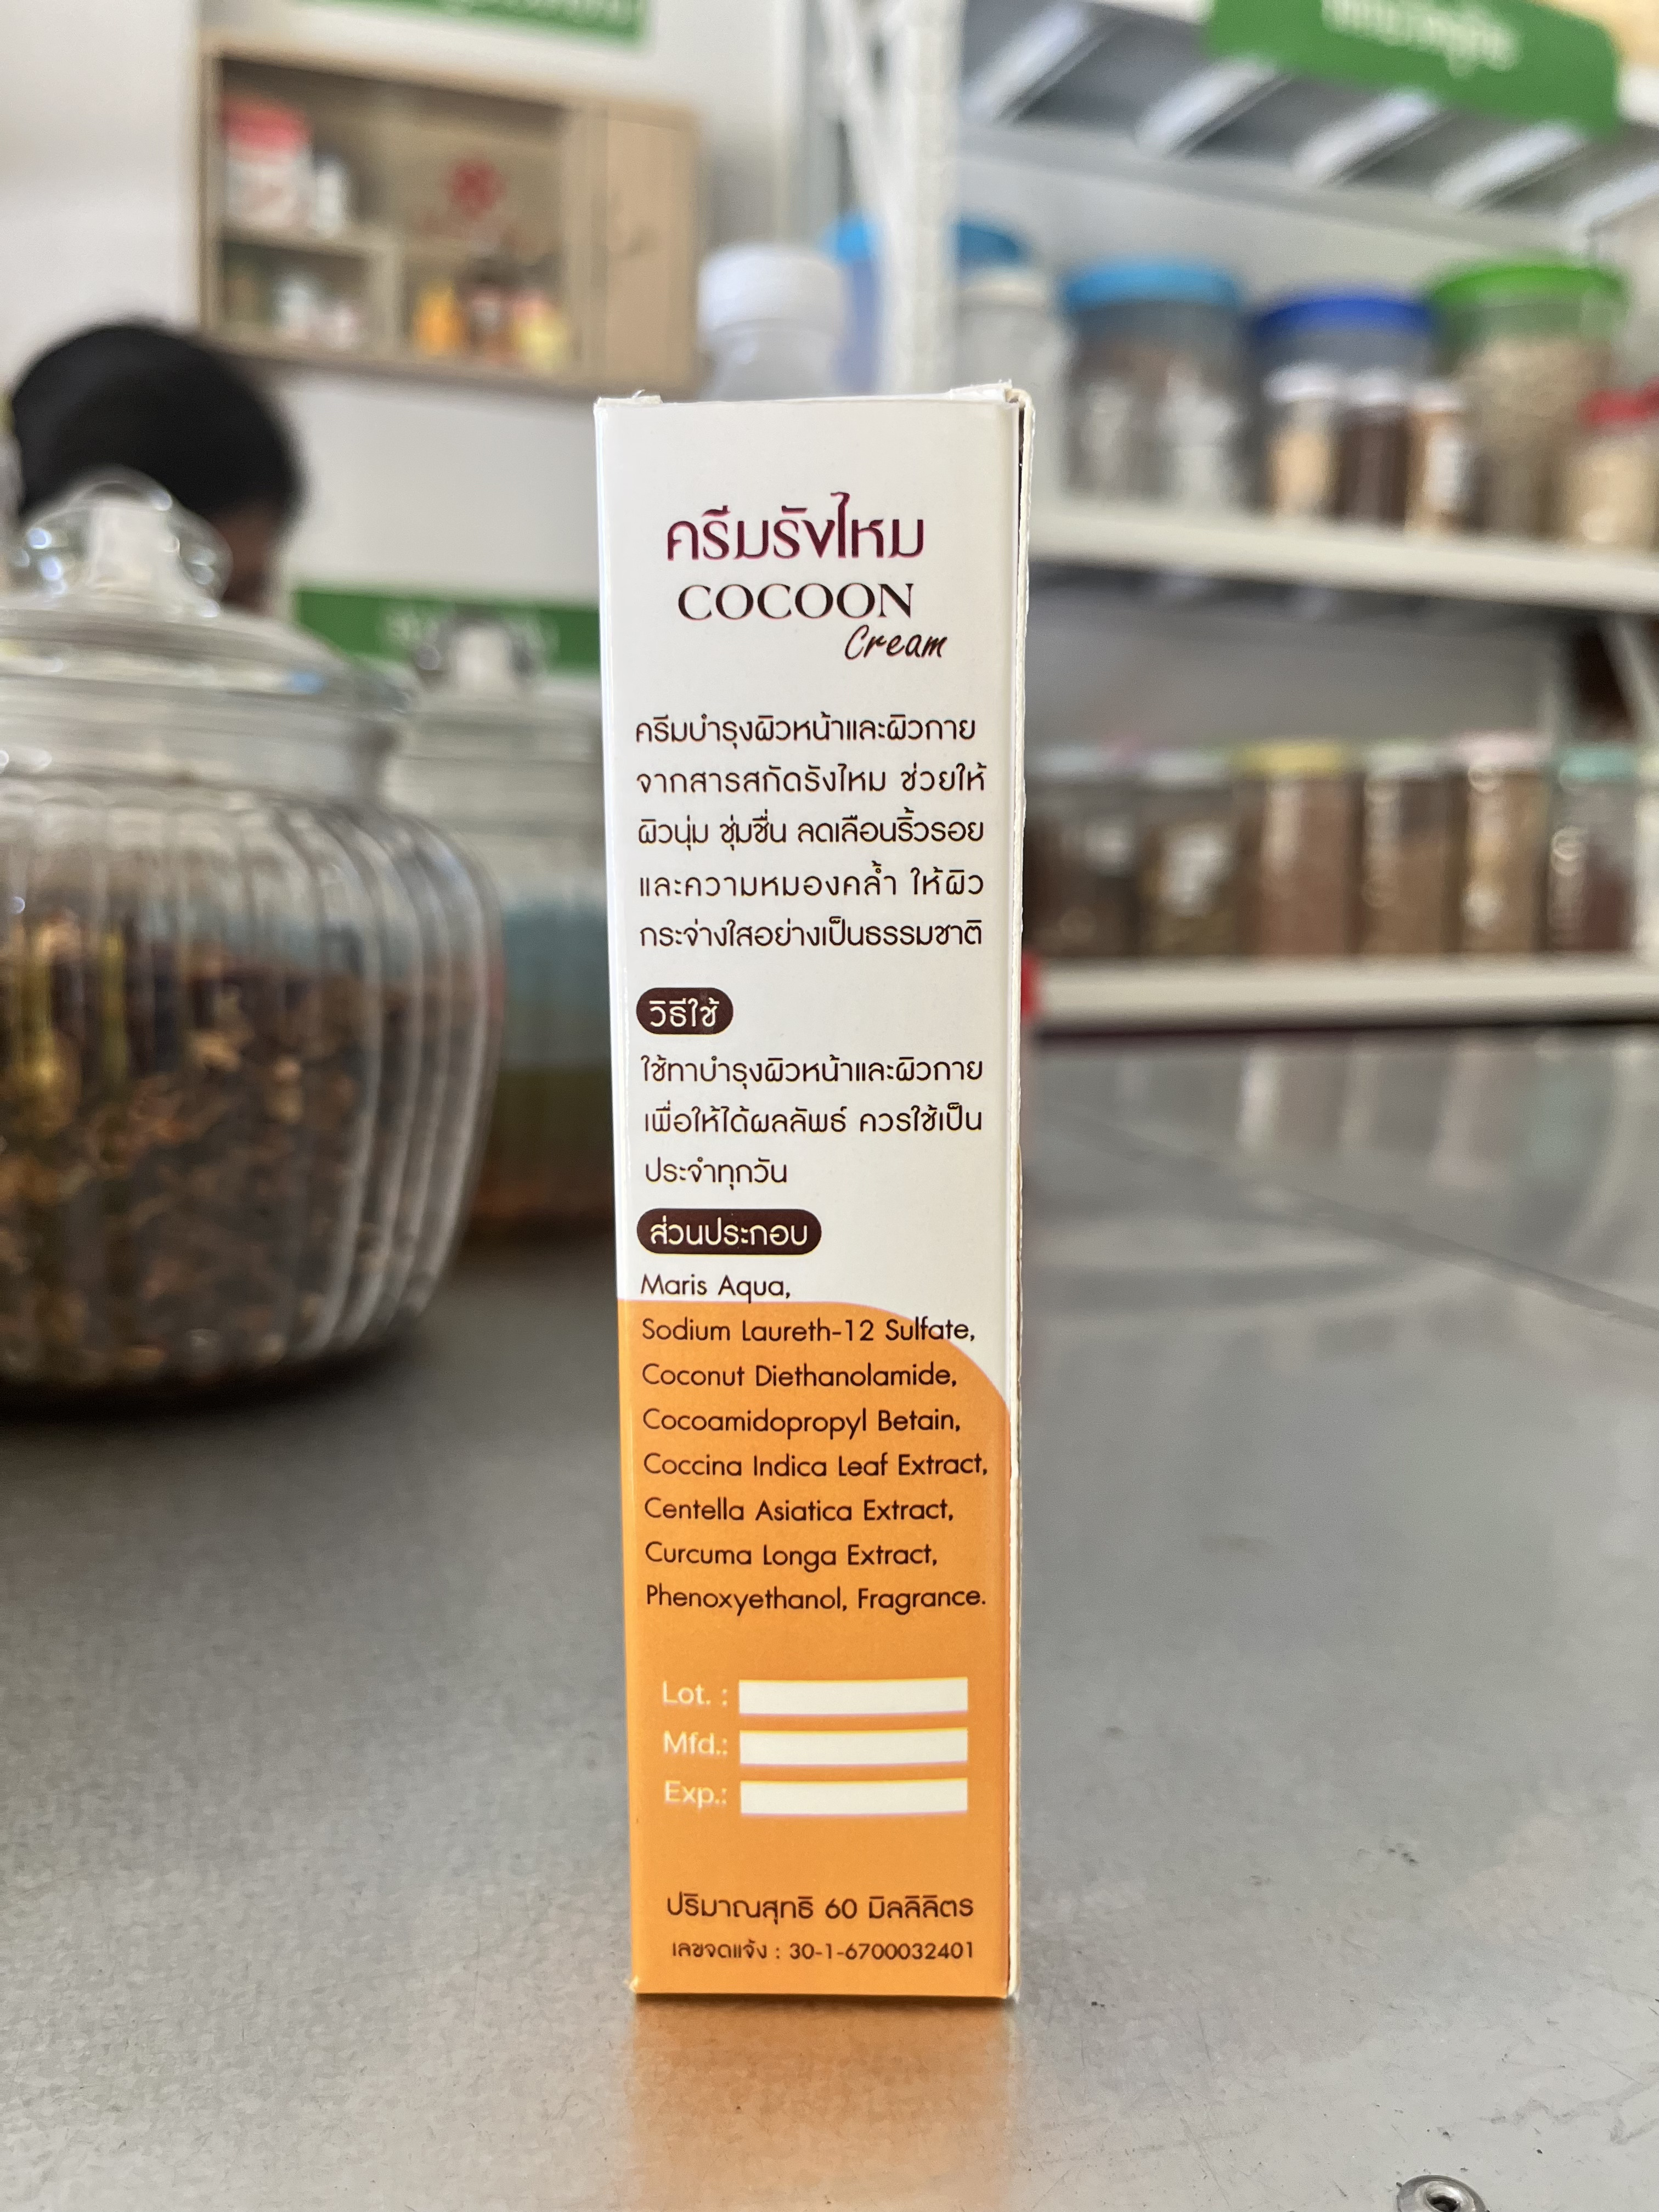 ครีมรังไหม
COCOON
Cream
ครีมบำรุงผิวหน้าและผิวกาย
จากสารสกัดรังไหม ช่วยให้
ผิวนุ่ม ชุ่มชื่น ลดเลือนริ้วรอย
และความหมองคล้ำ ให้ผิว
กระจ่างใสอย่างเป็นธรรมชาติ
วิธีใช้
ใช้ทาบำรุงผิวหน้าและผิวกาย
เพื่อให้ได้ผลลัพธ์ ควรใช้เป็น
ประจำทุกวัน
ส่วนประกอบ
Maris Aqua,
Sodium Laureth-12 Sulfate,
Coconut Diethanolamide,
Cocoamidopropyl Betain,
Coccina Indica Leaf Extract,
Centella Asiatica Extract,
Curcuma Longa Extract,
Phenoxyethanol, Fragrance.
Lot. :
Mfd.:
Exp.:
ปริมาณสุทธิ 60 มิลลิลิตร
เลขจดแจ้ง : 30-1-6700032401